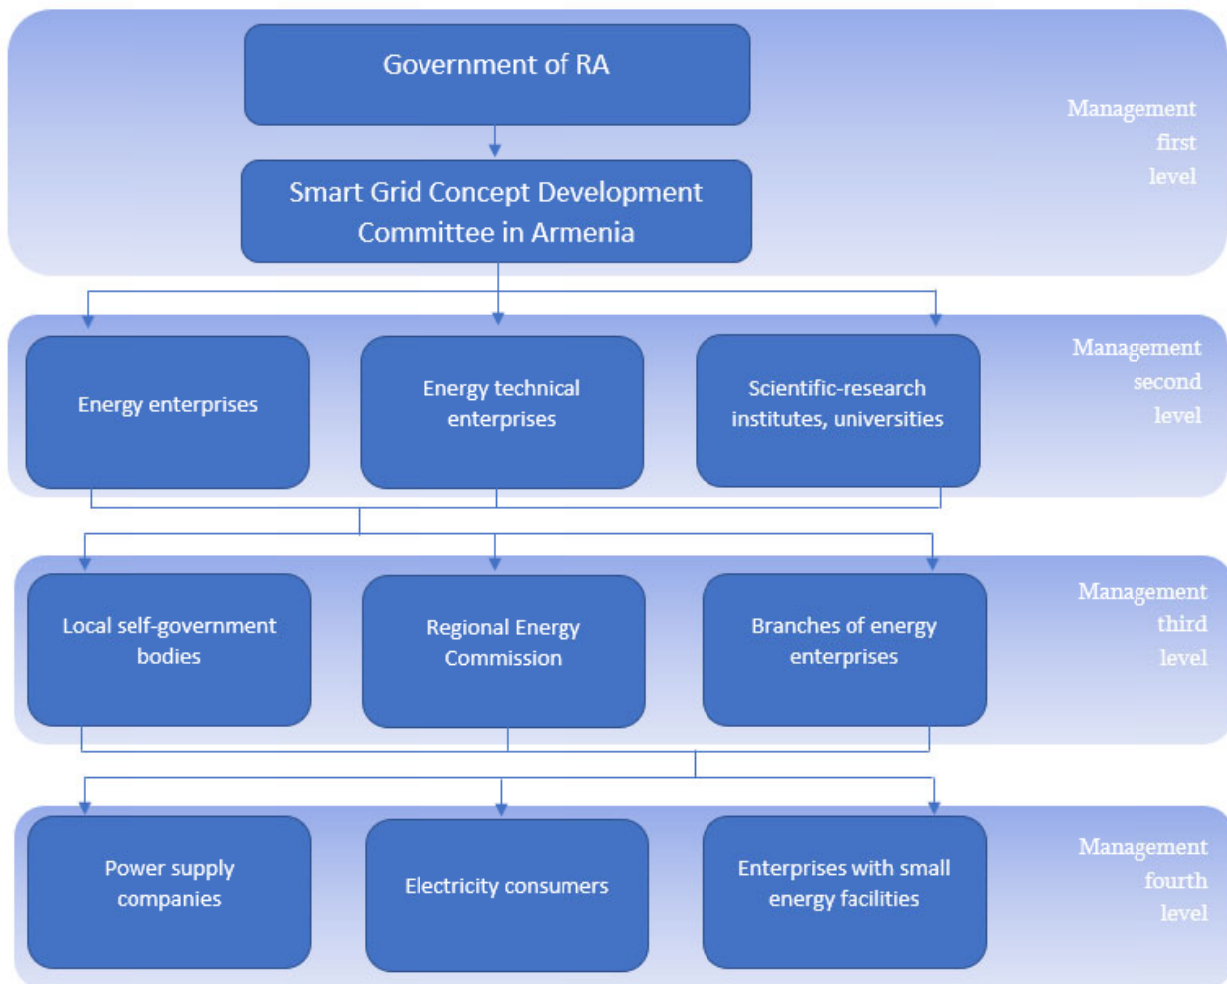 Government of RA
Management
first
level
Smart Grid Concept Development
Committee in Armenia
Management
second
level
Energy enterprises
Energy technical
enterprises
Scientific-research
institutes, universities
Management
third
level
Local self-government
bodies
Regional Energy
Commission
Branches of energy
enterprises
Management
fourth
level
Power supply
companies
Electricity consumers
Enterprises with small
energy facilities